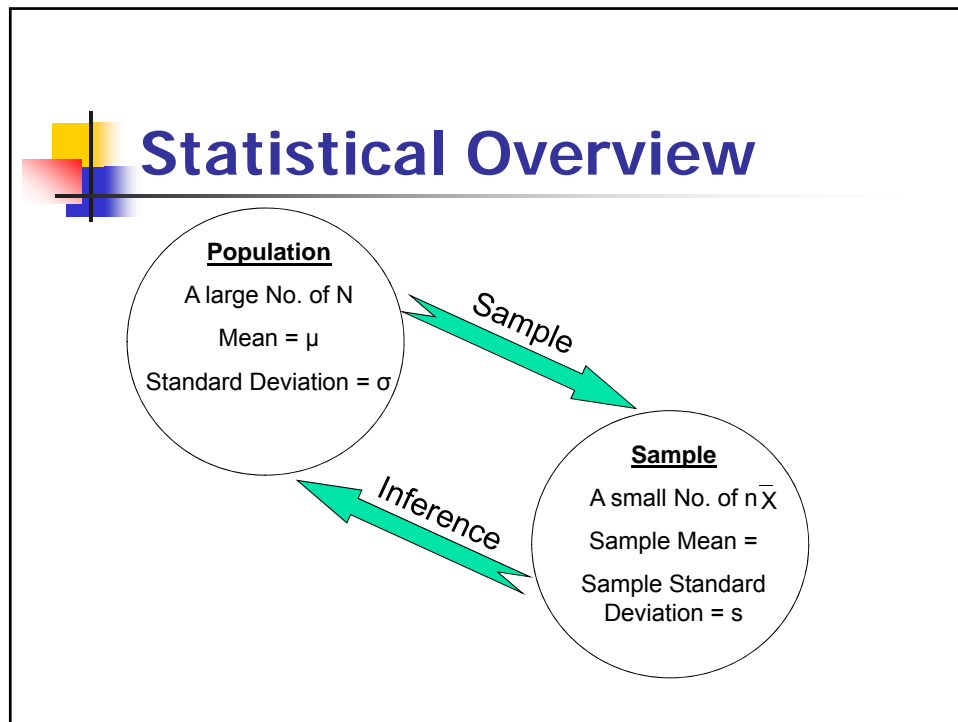 Statistical Overview
Population
A large No. of N
Mean = μ
Standard Deviation = σ
Sample
Inference
Sample
A small No. of n X̄
Sample Mean =
Sample Standard
Deviation = s